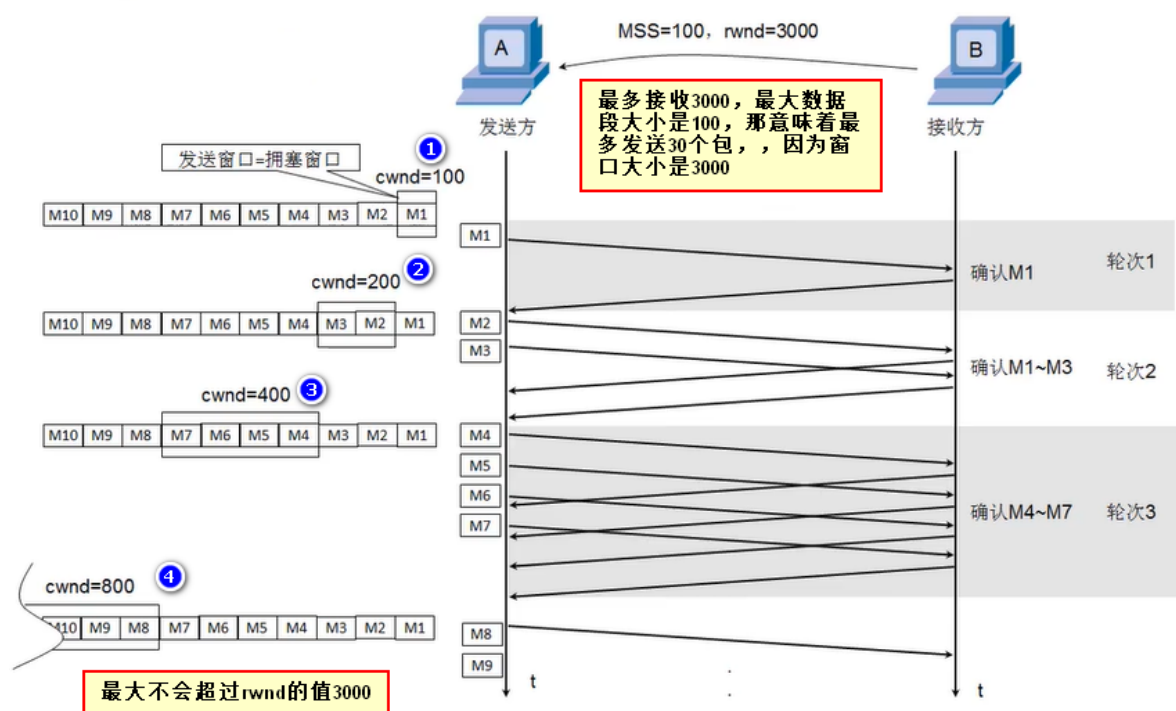 A
MSS=100，rwnd=3000
B
最多接收3000，最大数据
段大小是100，那意味着最
多发送30个包，，因为窗
口大小是3000
发送方
接收方
发送窗口=拥塞窗口
1
cwnd=100
M10 M9 M8 M7 M6 M5 M4 M3 M2 M1
M1
确认M1
轮次1
2
cwnd=200
M10 M9 M8 M7 M6 M5 M4 M3 M2 M1
M2
M3
确认M1~M3
轮次2
3
cwnd=400
M10 M9 M8 M7 M6 M5 M4 M3 M2 M1
M4
M5
M6
M7
确认M4~M7
轮次3
4
cwnd=800
M10 M9 M8 M7 M6 M5 M4 M3 M2 M1
M8
M9
t
t
最大不会超过rwnd的值3000